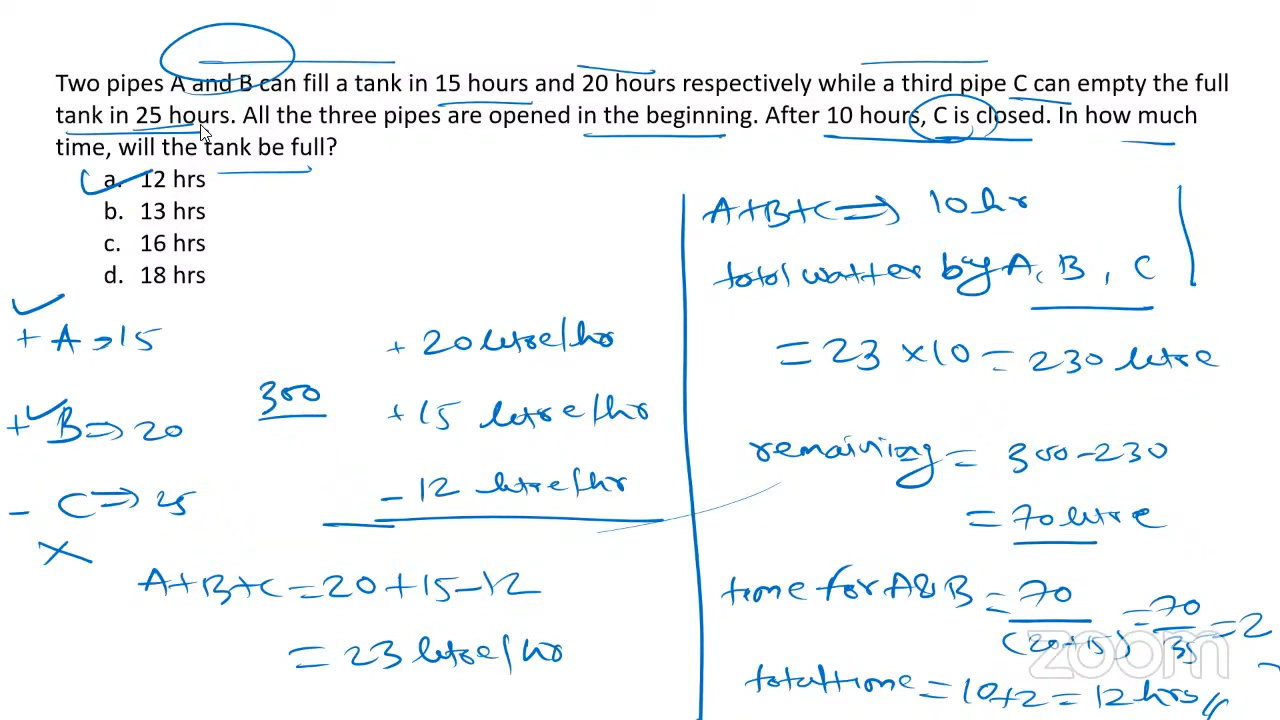 Two pipes A and B can fill a tank in 15 hours and 20 hours respectively while a third pipe C can empty the full
tank in 25 hours. All the three pipes are opened in the beginning. After 10 hours, C is closed. In how much
time, will the tank be full?
a. 12 hrs
b. 13 hrs
c. 16 hrs
d. 18 hrs
+ A => 15
+ B => 20
- C => 25
300
+ 20 litre/hr
+ 15 litre/hr
- 12 litre/hr
A+B+C = 20+15-12
= 23 litre/hr
A+B+C => 10 hr
total watter by A, B, C
= 23 × 10 = 230 litre
remaining = 300 - 230
= 70 litre
time for A & B = 70/(20+15) = 70/35 = 2
total time = 10+2 = 12 hrs //
zoom